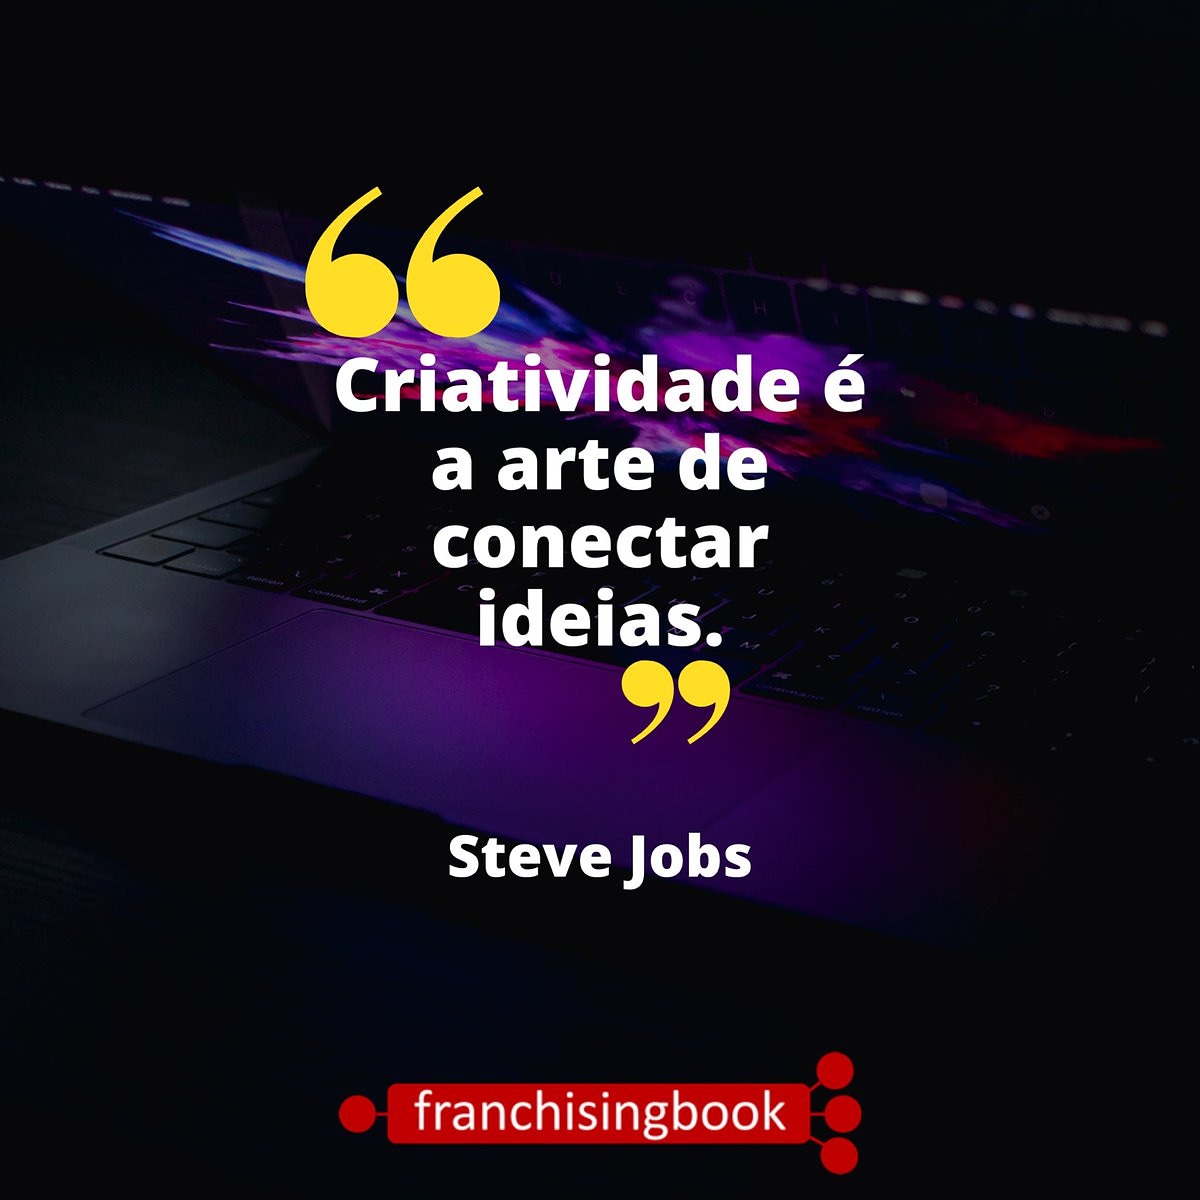 “
Criatividade é
a arte de
conectar
ideias.
”
Steve Jobs
franchisingbook